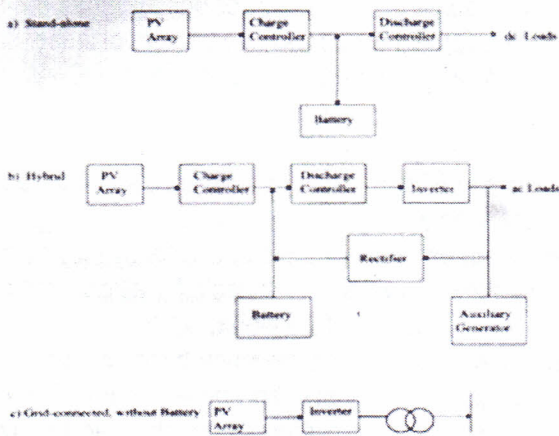 a) Stand-alone
PV
Array
Charge
Controller
Discharge
Controller
dc Loads
Battery
b) Hybrid
PV
Array
Charge
Controller
Discharge
Controller
Inverter
ac Loads
Rectifier
Battery
Auxiliary
Generator
c) Grid-connected, without Battery
PV
Array
Inverter